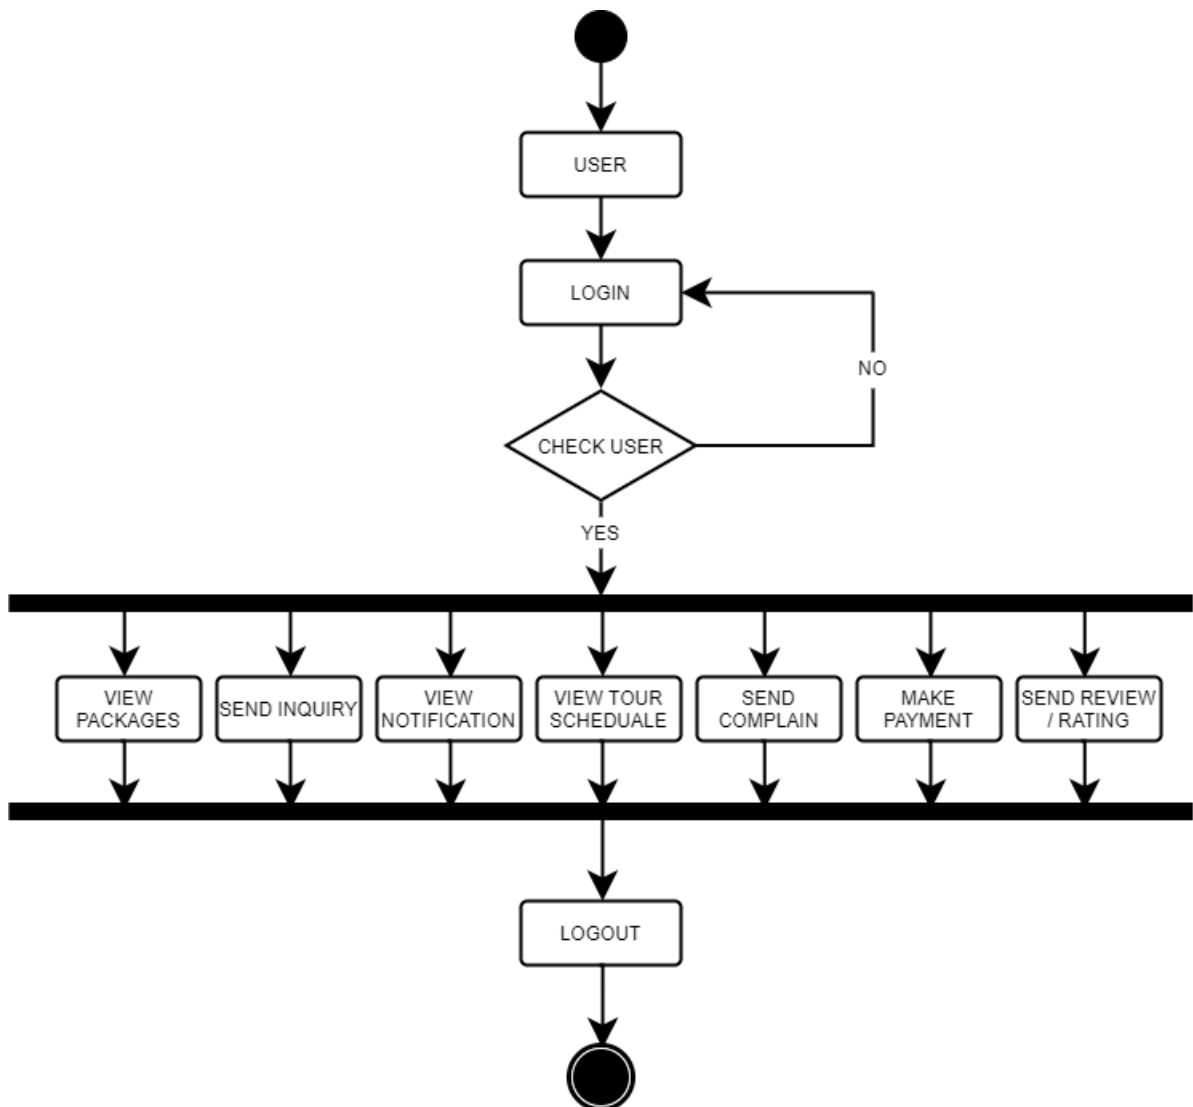 USER
LOGIN
NO
CHECK USER
YES
VIEW
PACKAGES
SEND INQUIRY
VIEW
NOTIFICATION
VIEW TOUR
SCHEDUALE
SEND
COMPLAIN
MAKE
PAYMENT
SEND REVIEW
/ RATING
LOGOUT